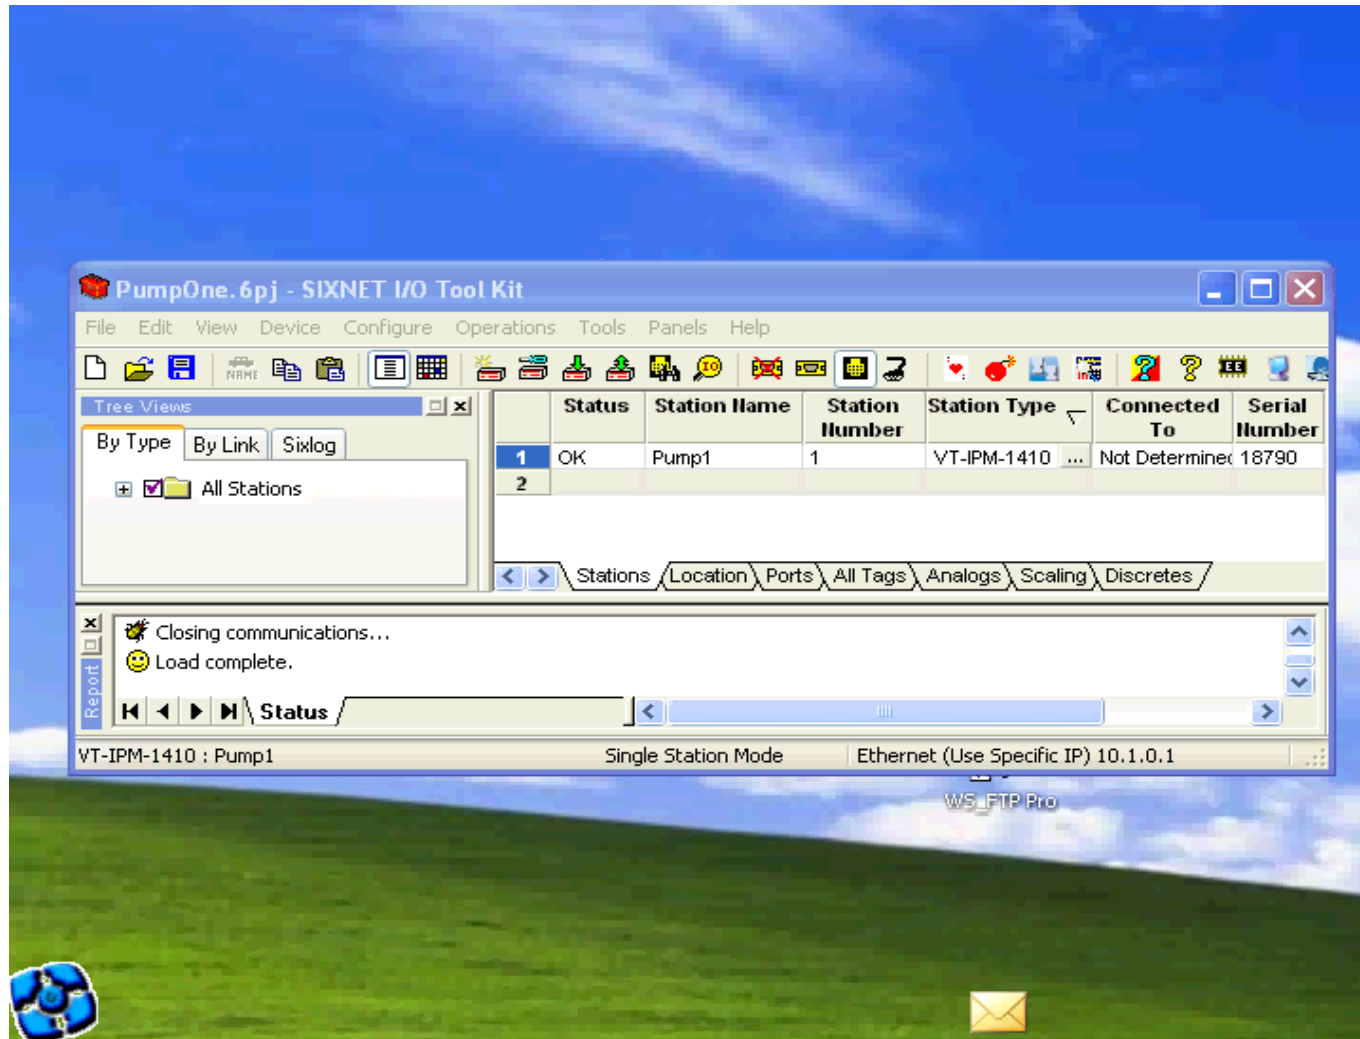 PumpOne.6pj - SIXNET I/O Tool Kit
File Edit View Device Configure Operations Tools Panels Help
NAME
Tree Views
By Type By Link Sixlog
All Stations
Status Station Name Station Number Station Type Connected To Serial Number
1 OK Pump1 1 VT-IPM-1410 ... Not Determined 18790
2
Stations Location Ports All Tags Analogs Scaling Discretes
Report
Closing communications...
Load complete.
Status
VT-IPM-1410 : Pump1 Single Station Mode Ethernet (Use Specific IP) 10.1.0.1
WS_FTP Pro